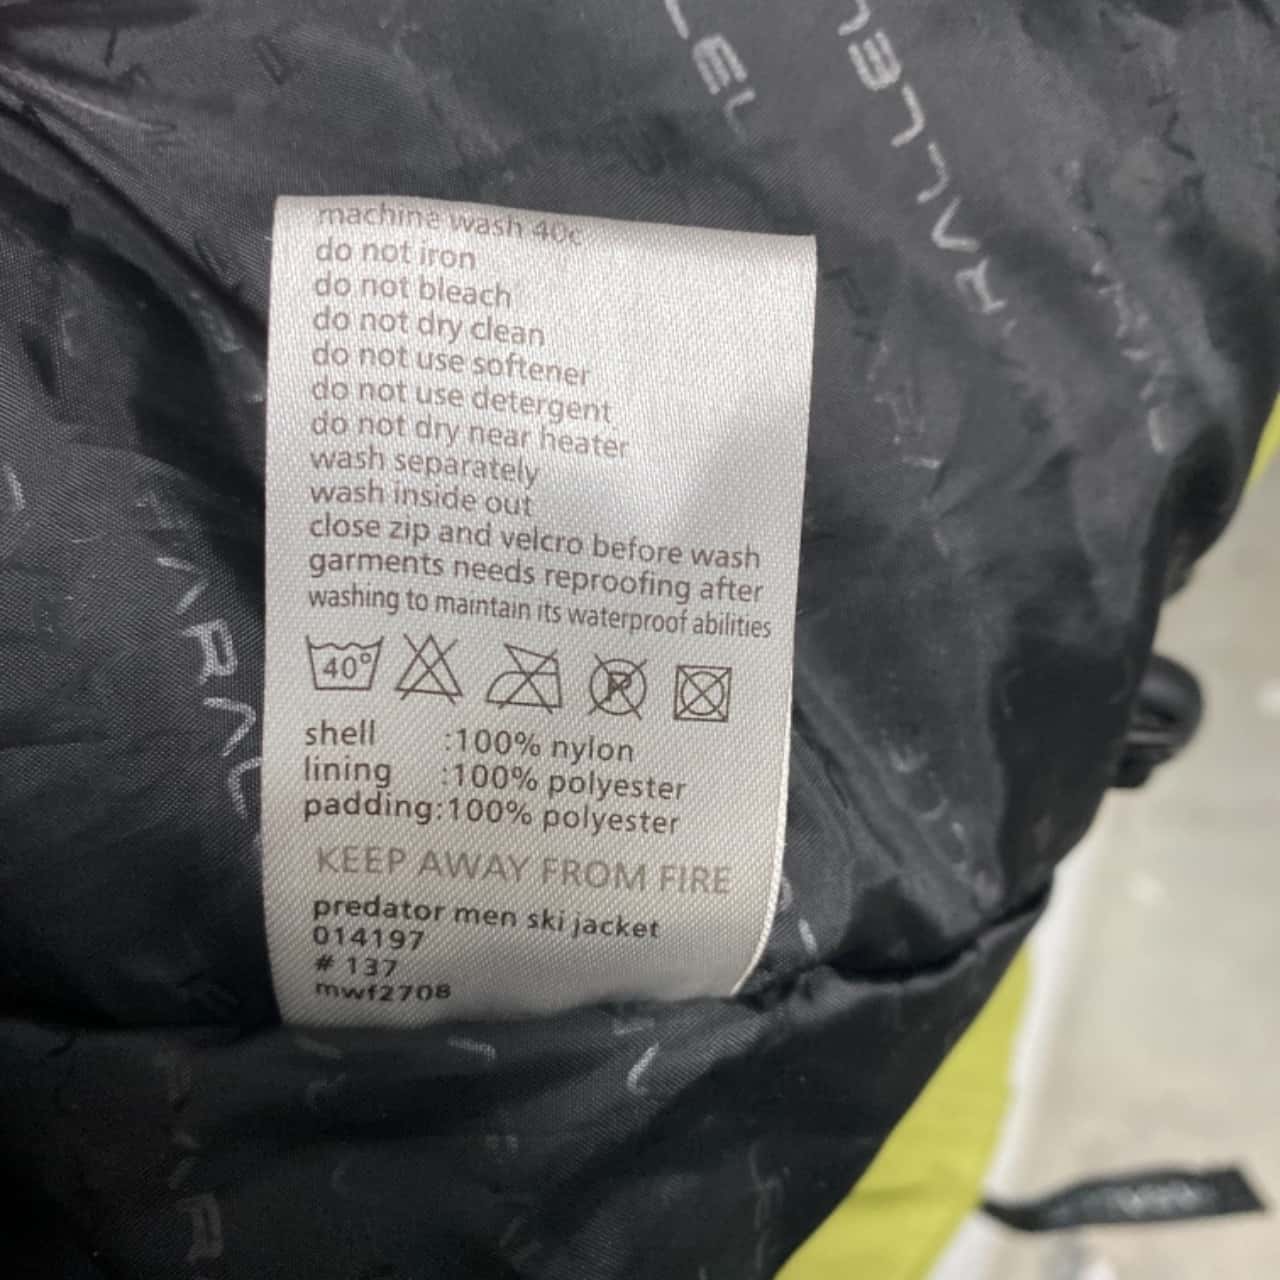 machine wash 40c
do not iron
do not bleach
do not dry clean
do not use softener
do not use detergent
do not dry near heater
wash separately
wash inside out
close zip and velcro before wash
garments needs reproofing after
washing to maintain its waterproof abilities
40°
P
shell :100% nylon
lining :100% polyester
padding:100% polyester
KEEP AWAY FROM FIRE
predator men ski jacket
014197
# 137
mwf2708